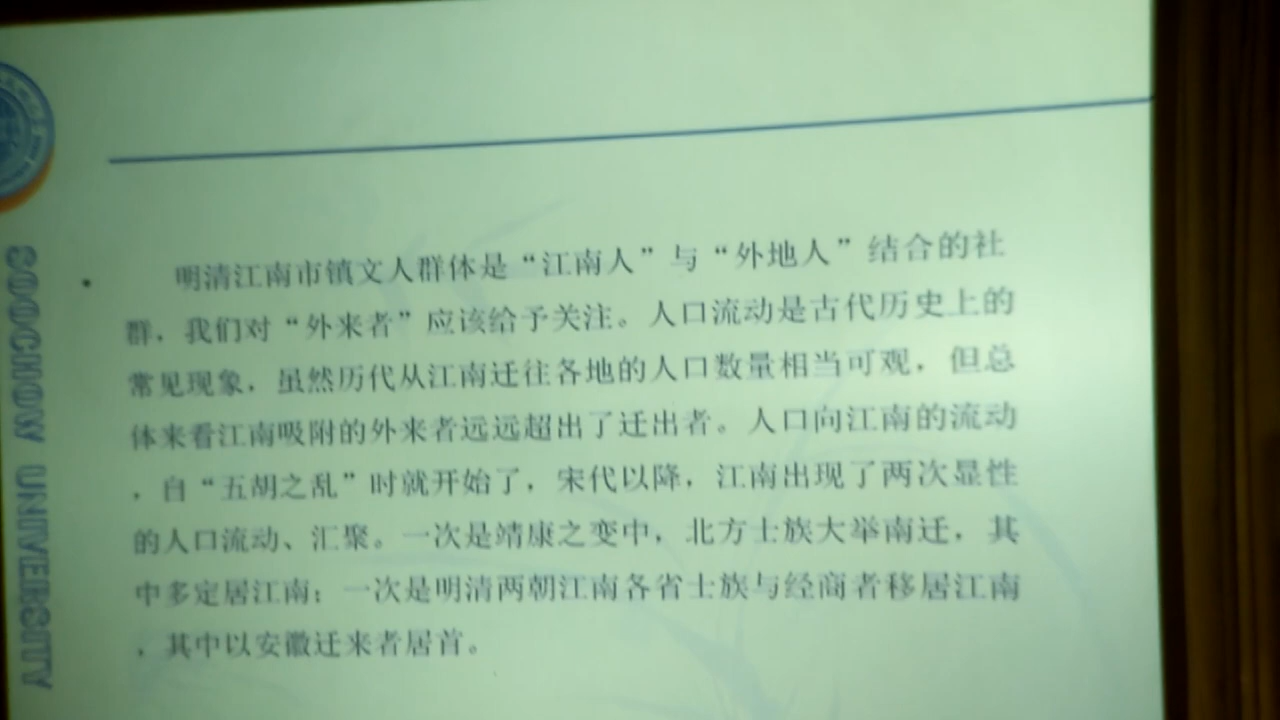 SOOCHOW UNIVERSITY
• 明清江南市镇文人群体是“江南人”与“外地人”结合的社
群，我们对“外来者”应该给予关注。人口流动是古代历史上的
常见现象，虽然历代从江南迁往各地的人口数量相当可观，但总
体来看江南吸附的外来者远远超出了迁出者。人口向江南的流动
，自“五胡之乱”时就开始了，宋代以降，江南出现了两次显性
的人口流动、汇聚。一次是靖康之变中，北方士族大举南迁，其
中多定居江南；一次是明清两朝江南各省士族与经商者移居江南
，其中以安徽迁来者居首。